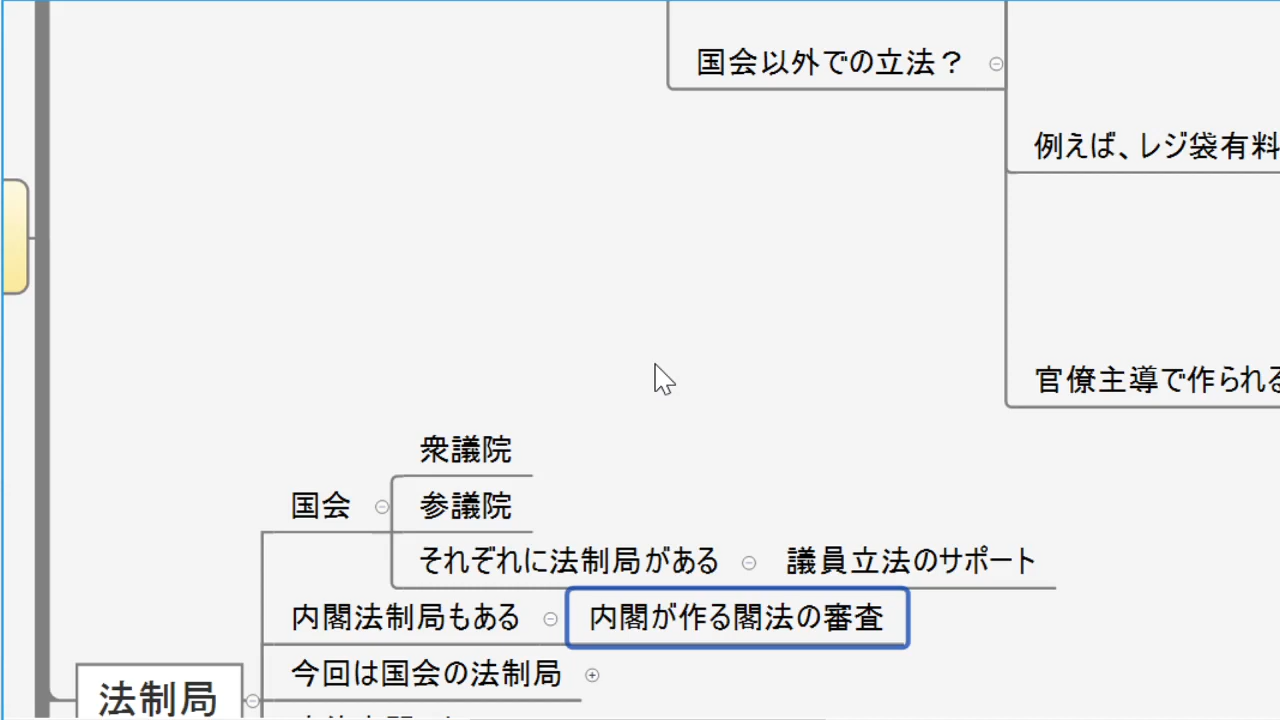 国会以外での立法？
例えば、レジ袋有料
官僚主導で作られる
衆議院
国会
参議院
それぞれに法制局がある
議員立法のサポート
内閣法制局もある
内閣が作る閣法の審査
今回は国会の法制局
法制局